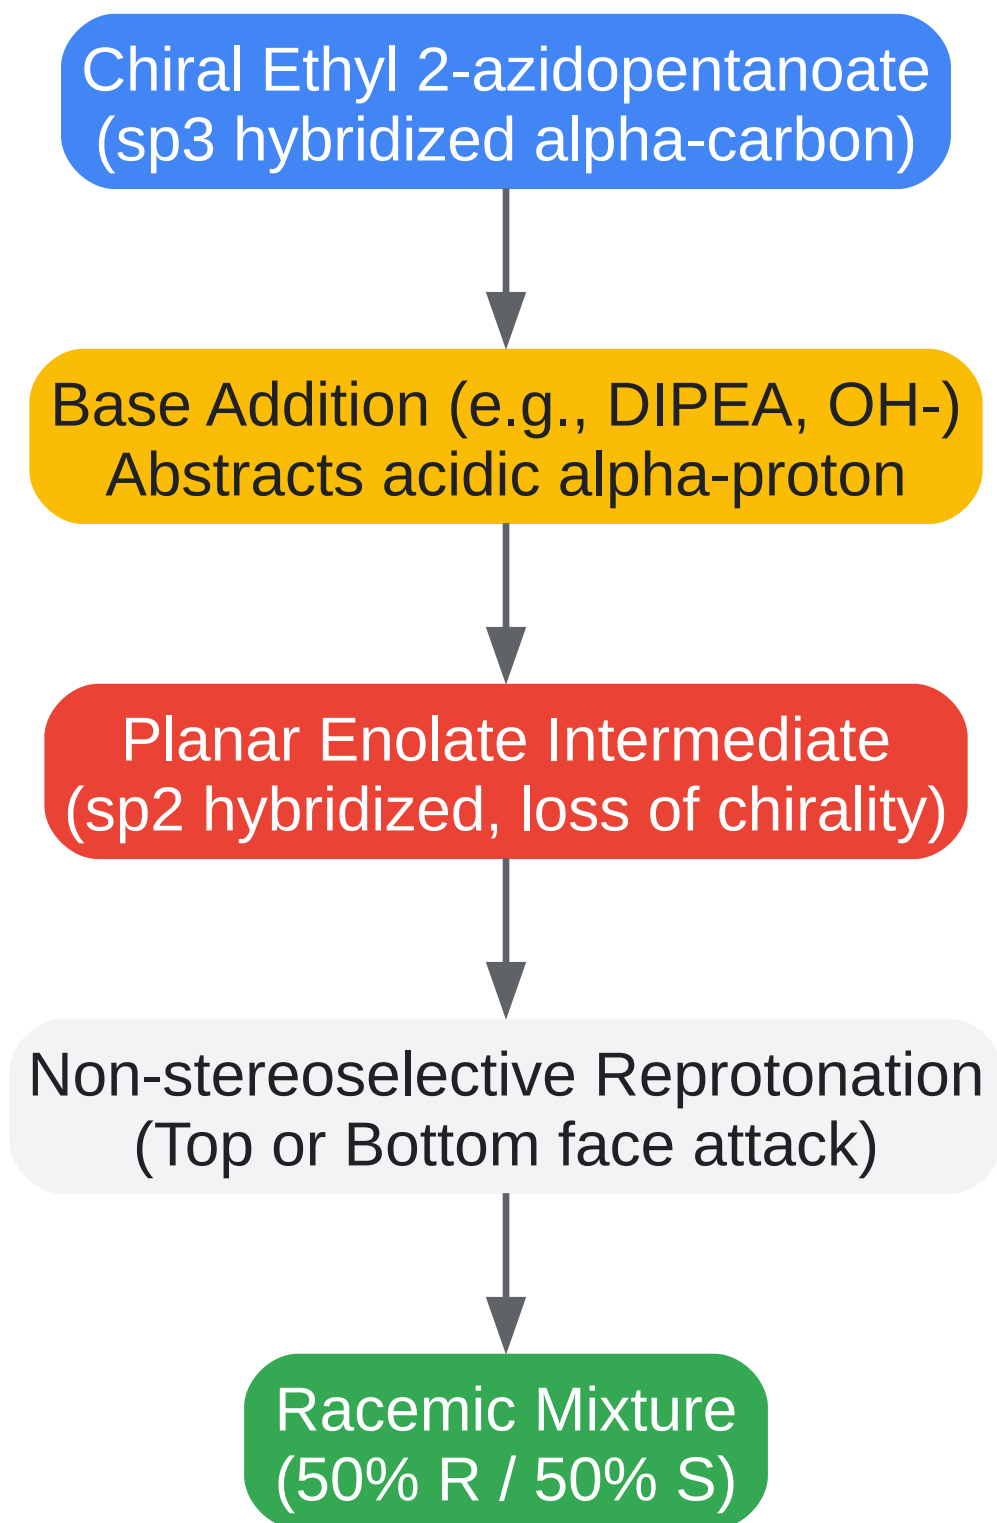 Chiral Ethyl 2-azidopentanoate
(sp3 hybridized alpha-carbon)
Base Addition (e.g., DIPEA, OH-)
Abstracts acidic alpha-proton
Planar Enolate Intermediate
(sp2 hybridized, loss of chirality)
Non-stereoselective Reprotonation
(Top or Bottom face attack)
Racemic Mixture
(50% R / 50% S)